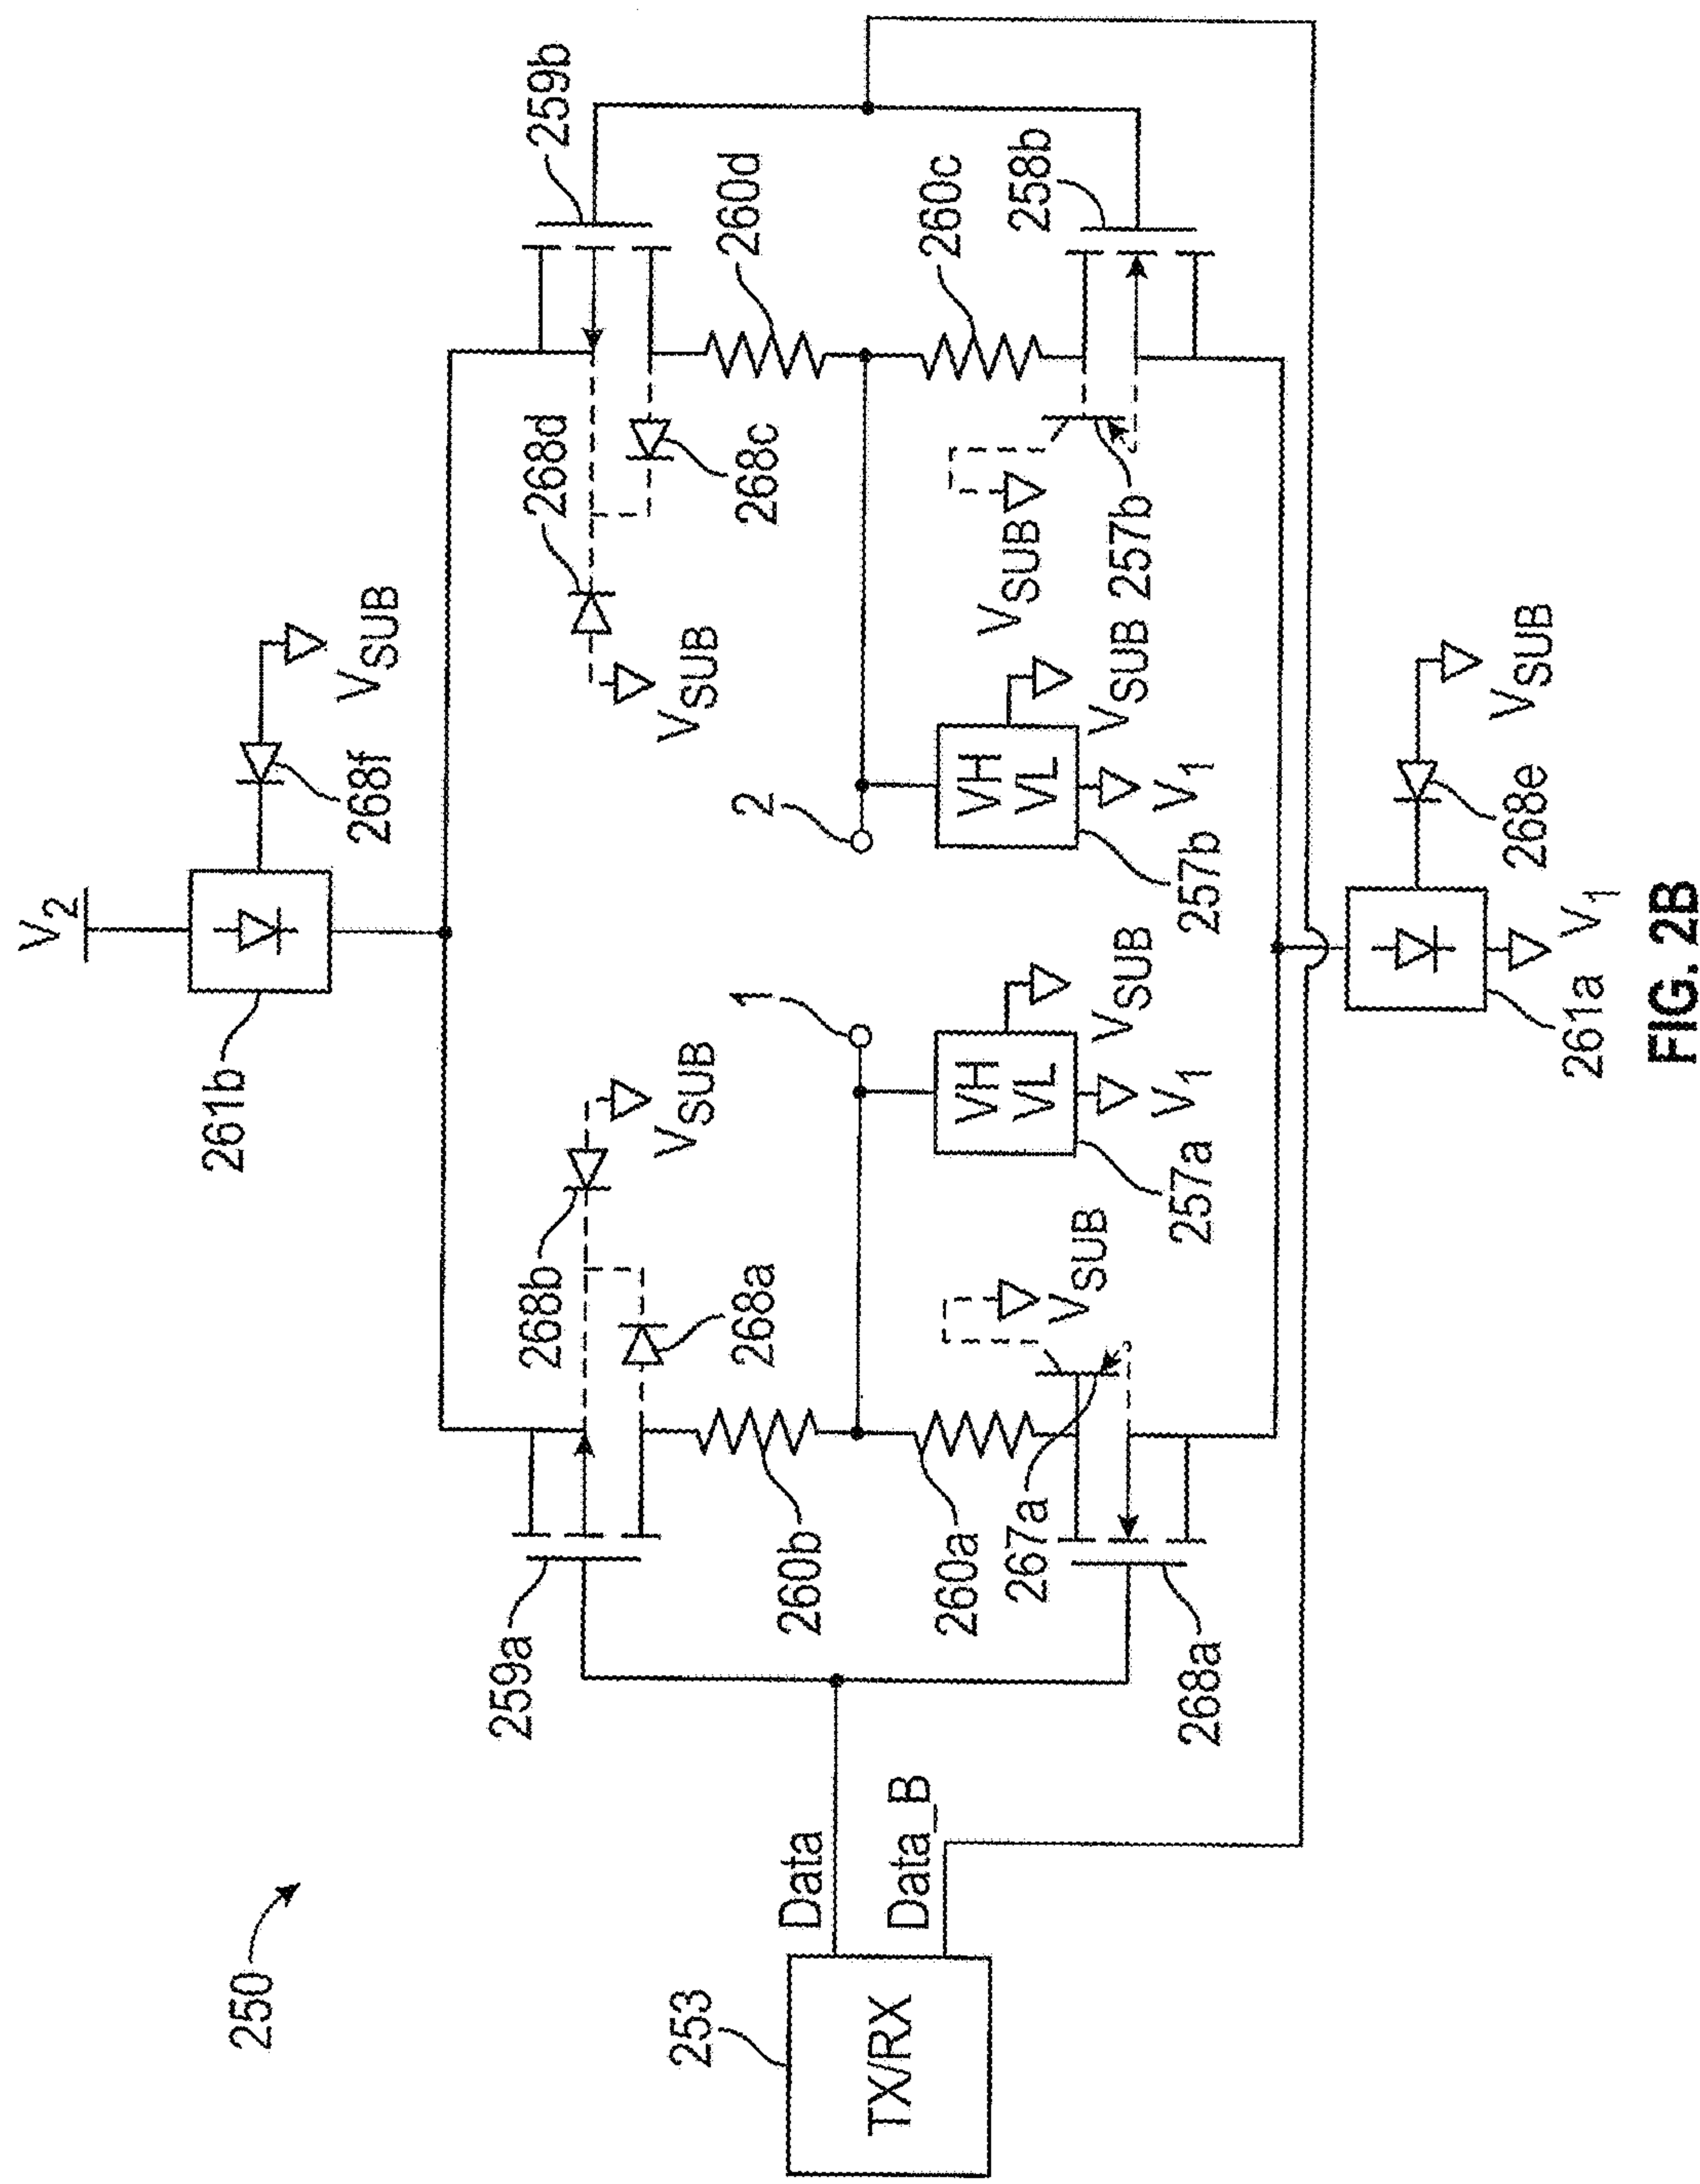 250
253
TX/RX
Data
Data_B
V2
261b
268f
VSUB
259a
268b
268a
VSUB
260b
260a
267a
268a
VSUB
1
VH
VL
257a
V1
VSUB
2
VH
VL
257b
V1
VSUB
268d
VSUB
268c
259b
260d
260c
258b
257b
VSUB
261a
V1
268e
VSUB
FIG. 2B